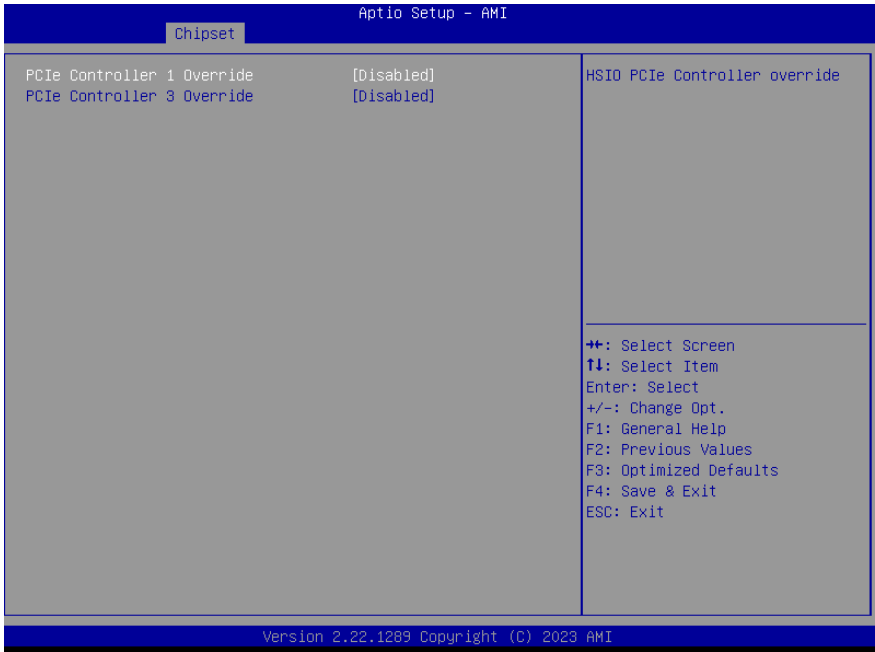 Aptio Setup – AMI
Chipset
PCIe Controller 1 Override [Disabled]
PCIe Controller 3 Override [Disabled]
HSIO PCIe Controller override
→←: Select Screen
↑↓: Select Item
Enter: Select
+/-: Change Opt.
F1: General Help
F2: Previous Values
F3: Optimized Defaults
F4: Save & Exit
ESC: Exit
Version 2.22.1289 Copyright (C) 2023 AMI